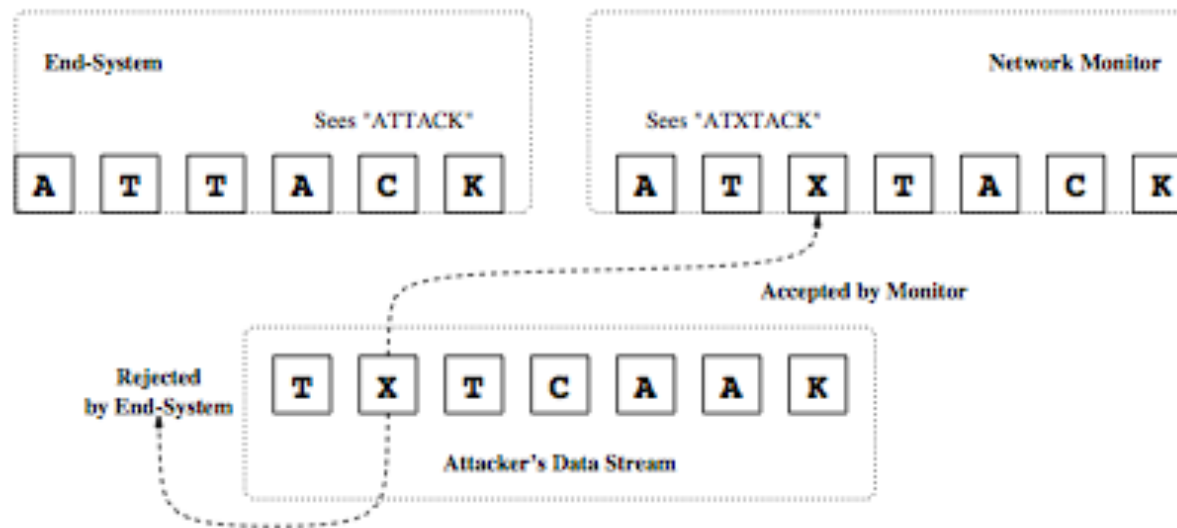 End-System
Network Monitor
Sees "ATTACK"
Sees "ATXTACK"
A T T A C K
A T X T A C K
Accepted by Monitor
Rejected
by End-System
T X T C A A K
Attacker's Data Stream